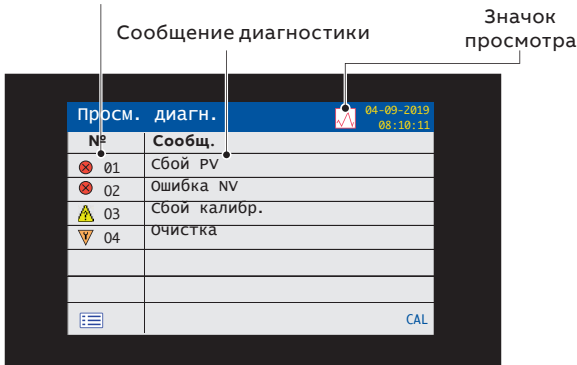 Сообщение диагностики
Значок
просмотра
Просм. диагн.
04-09-2019
08:10:11
№ Сообщ.
01 Сбой PV
02 Ошибка NV
03 Сбой калибр.
04 Очистка
CAL